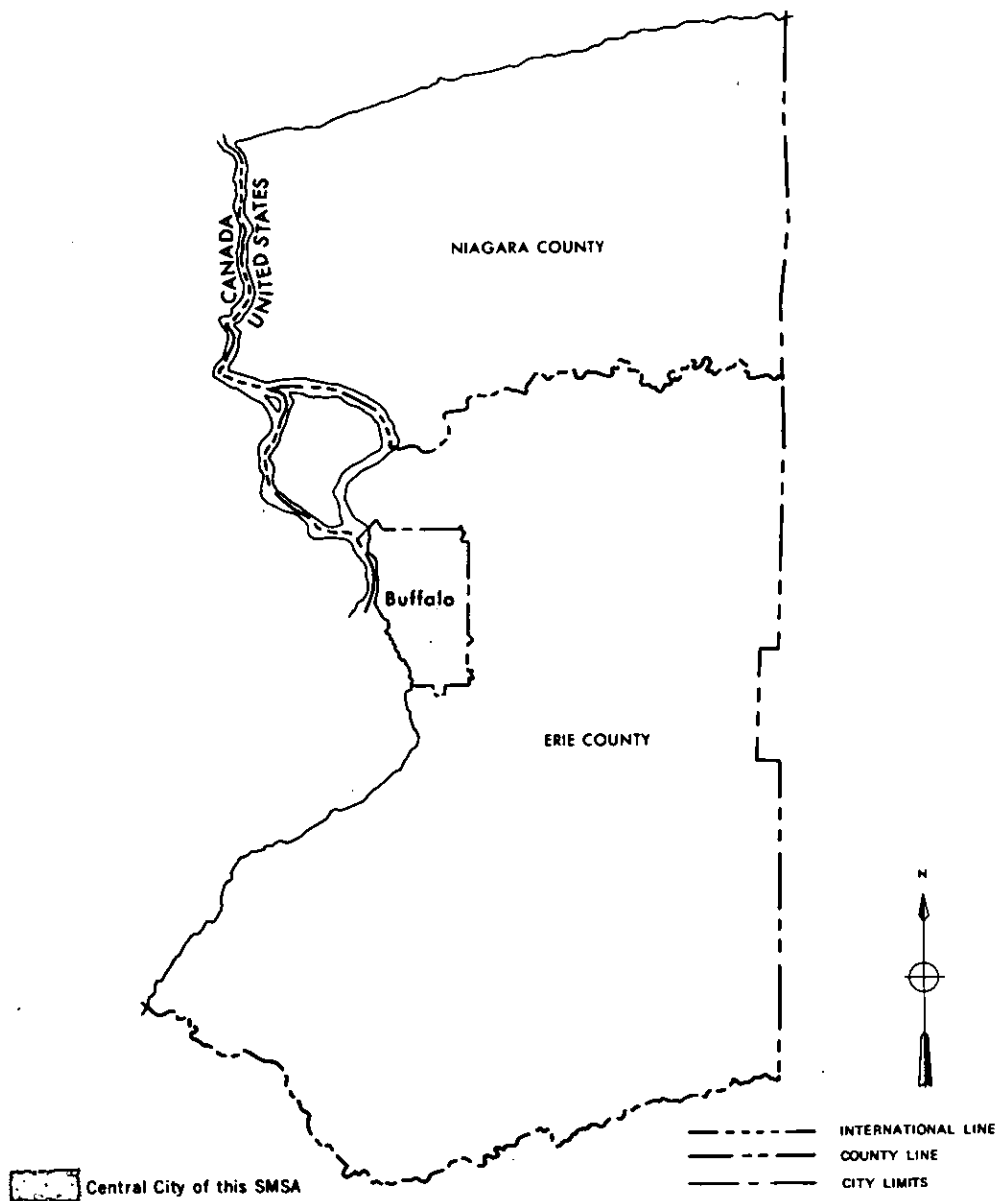 CANADA
UNITED STATES
NIAGARA COUNTY
Buffalo
ERIE COUNTY
N
INTERNATIONAL LINE
COUNTY LINE
CITY LIMITS
Central City of this SMSA